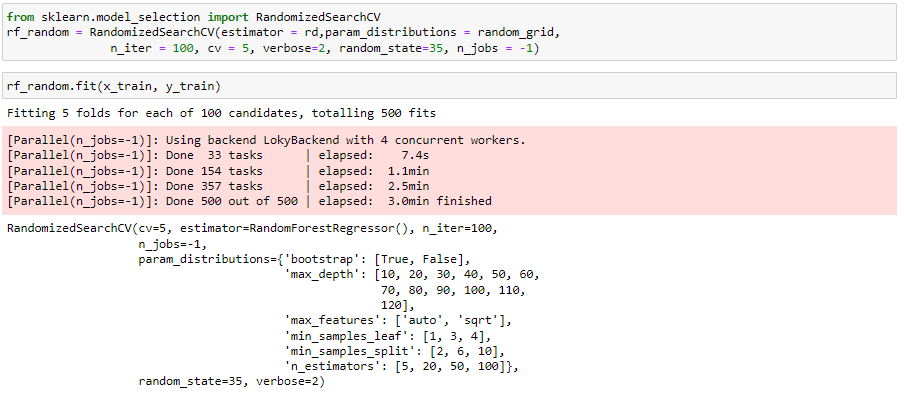 from sklearn.model_selection import RandomizedSearchCV
rf_random = RandomizedSearchCV(estimator = rd,param_distributions = random_grid,
              n_iter = 100, cv = 5, verbose=2, random_state=35, n_jobs = -1)
rf_random.fit(x_train, y_train)
Fitting 5 folds for each of 100 candidates, totalling 500 fits
[Parallel(n_jobs=-1)]: Using backend LokyBackend with 4 concurrent workers.
[Parallel(n_jobs=-1)]: Done  33 tasks      | elapsed:    7.4s
[Parallel(n_jobs=-1)]: Done 154 tasks      | elapsed:  1.1min
[Parallel(n_jobs=-1)]: Done 357 tasks      | elapsed:  2.5min
[Parallel(n_jobs=-1)]: Done 500 out of 500 | elapsed:  3.0min finished
RandomizedSearchCV(cv=5, estimator=RandomForestRegressor(), n_iter=100,
                   n_jobs=-1,
                   param_distributions={'bootstrap': [True, False],
                                        'max_depth': [10, 20, 30, 40, 50, 60,
                                                      70, 80, 90, 100, 110,
                                                      120],
                                        'max_features': ['auto', 'sqrt'],
                                        'min_samples_leaf': [1, 3, 4],
                                        'min_samples_split': [2, 6, 10],
                                        'n_estimators': [5, 20, 50, 100]},
                   random_state=35, verbose=2)